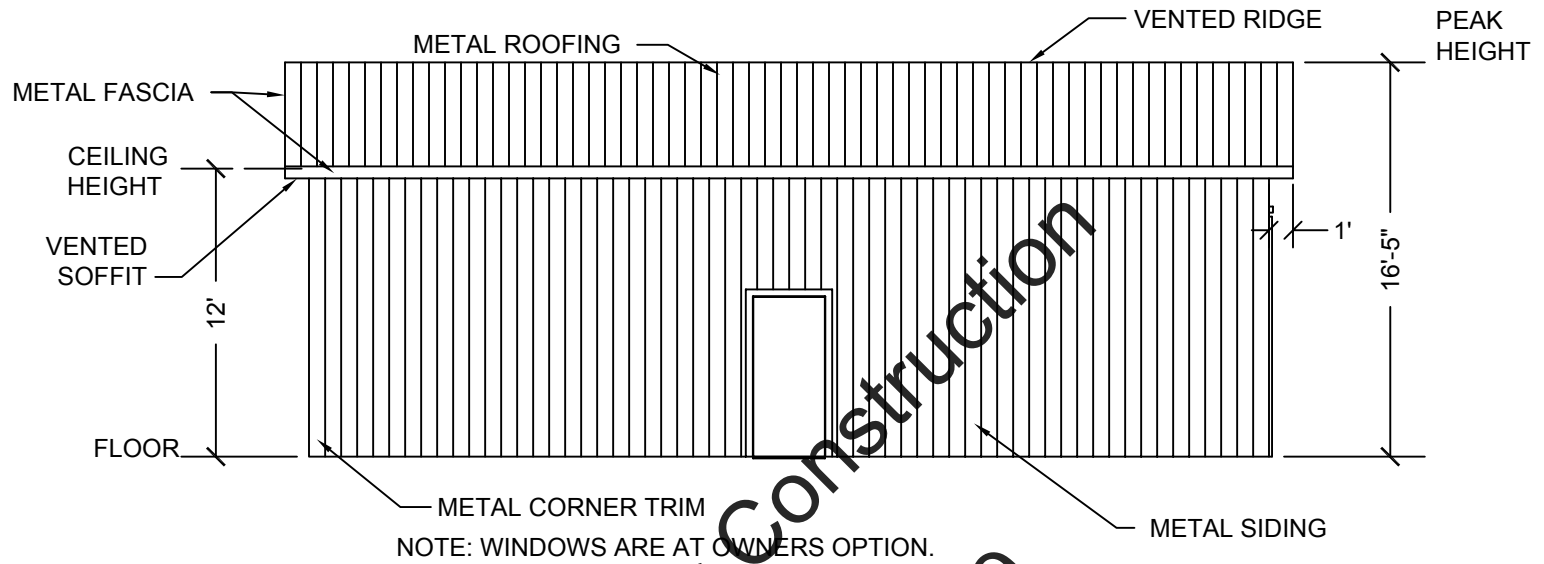 VENTED RIDGE
PEAK
HEIGHT
METAL ROOFING
METAL FASCIA
CEILING
HEIGHT
VENTED
SOFFIT
1'
16'-5"
12'
FLOOR
METAL CORNER TRIM
METAL SIDING
NOTE: WINDOWS ARE AT OWNERS OPTION.
Construction